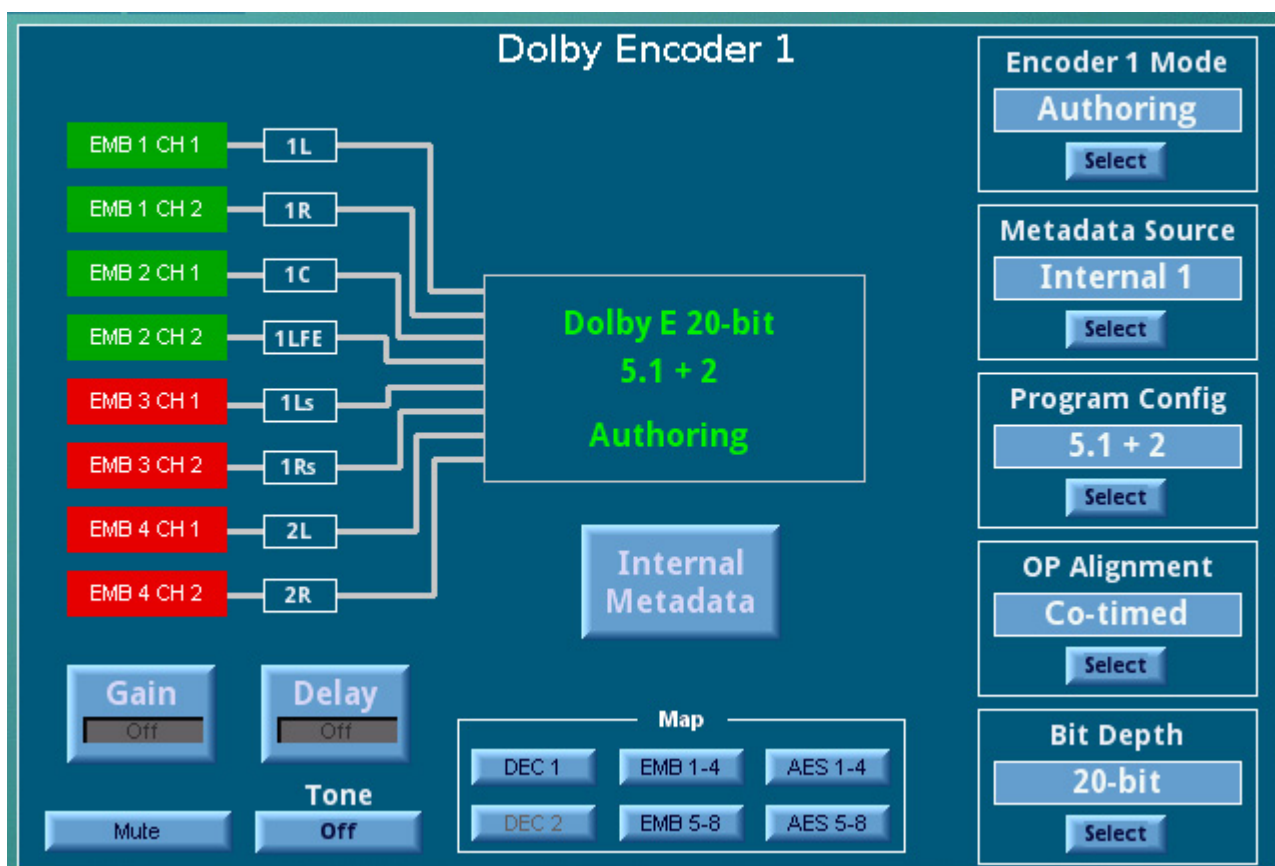 Dolby Encoder 1
EMB 1 CH 1
1L
EMB 1 CH 2
1R
EMB 2 CH 1
1C
EMB 2 CH 2
1LFE
EMB 3 CH 1
1Ls
EMB 3 CH 2
1Rs
EMB 4 CH 1
2L
EMB 4 CH 2
2R
Dolby E 20-bit
5.1 + 2
Authoring
Internal
Metadata
Gain
Off
Delay
Off
Mute
Tone
Off
Map
DEC 1
EMB 1-4
AES 1-4
DEC 2
EMB 5-8
AES 5-8
Encoder 1 Mode
Authoring
Select
Metadata Source
Internal 1
Select
Program Config
5.1 + 2
Select
OP Alignment
Co-timed
Select
Bit Depth
20-bit
Select